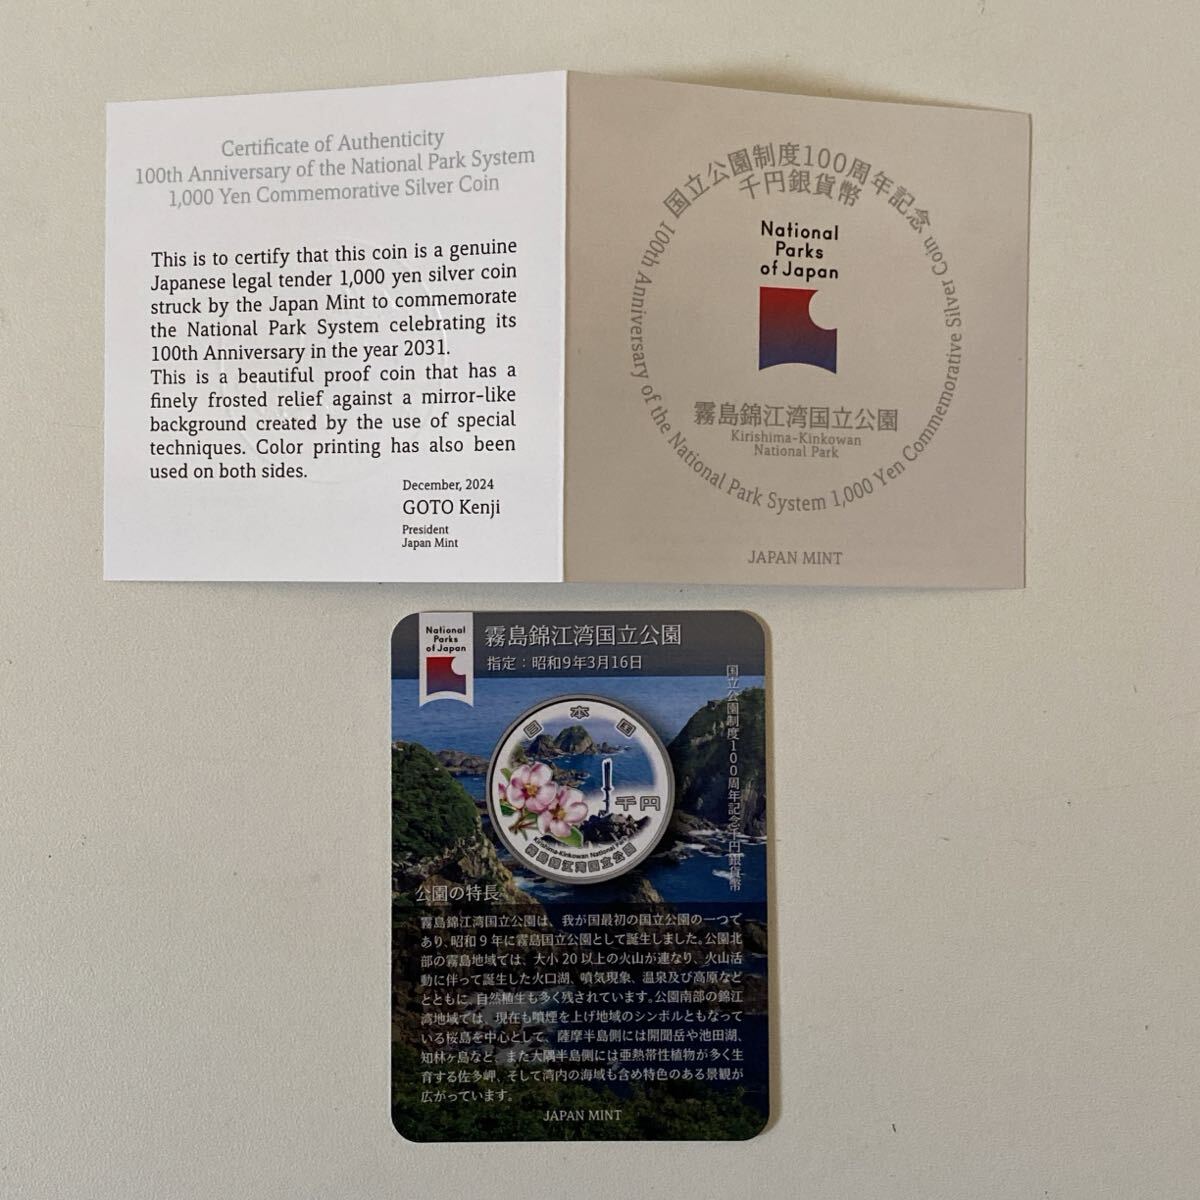 Certificate of Authenticity
100th Anniversary of the National Park System
1,000 Yen Commemorative Silver Coin
This is to certify that this coin is a genuine
Japanese legal tender 1,000 yen silver coin
struck by the Japan Mint to commemorate
the National Park System celebrating its
100th Anniversary in the year 2031.
This is a beautiful proof coin that has a
finely frosted relief against a mirror-like
background created by the use of special
techniques. Color printing has also been
used on both sides.
December, 2024
GOTO Kenji
President
Japan Mint
国立公園制度100周年記念
千円銀貨幣
National
Parks
of Japan
霧島錦江湾国立公園
Kirishima-Kinkowan
National Park
100th Anniversary of the National Park System 1,000 Yen Commemorative Silver Coin
JAPAN MINT
National
Parks
of Japan
霧島錦江湾国立公園
指定：昭和9年3月16日
国立公園制度100周年記念千円銀貨幣
日本国
千円
Kirishima-Kinkowan National Park
霧島錦江湾国立公園
公園の特長
霧島錦江湾国立公園は、我が国最初の国立公園の一つで
あり、昭和9年に霧島国立公園として誕生しました。公園北
部の霧島地域では、大小20以上の火山が連なり、火山活
動に伴って誕生した火口湖、噴気現象、温泉及び高原など
とともに、自然植生も多く残されています。公園南部の錦江
湾地域では、現在も噴煙を上げ地域のシンボルともなって
いる桜島を中心として、薩摩半島側には開聞岳や池田湖、
知林ヶ島など、また大隅半島側には亜熱帯性植物が多く生
育する佐多岬、そして湾内の海域も含め特色のある景観が
広がっています。
JAPAN MINT